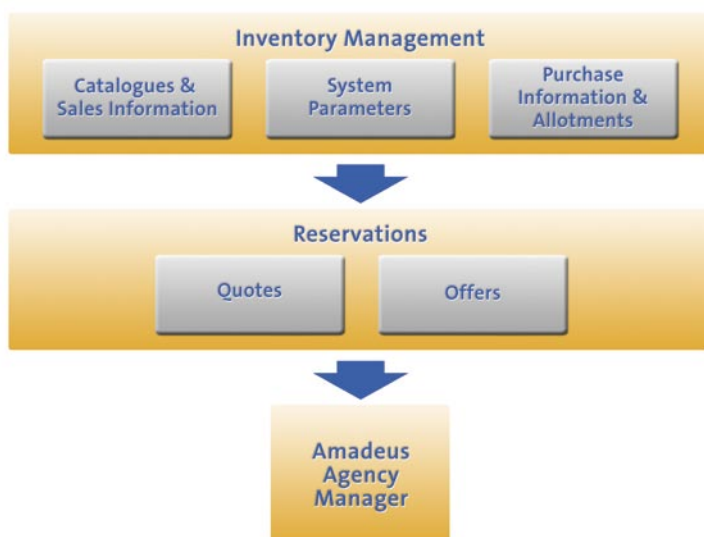 Inventory Management
Catalogues &
Sales Information
System
Parameters
Purchase
Information &
Allotments
Reservations
Quotes
Offers
Amadeus
Agency
Manager